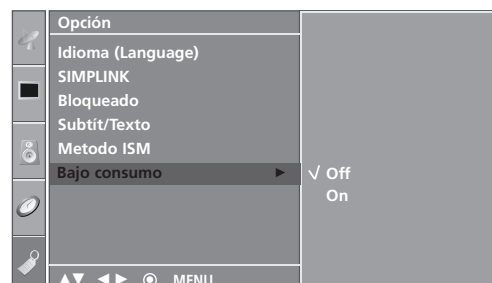 Opción
Idioma (Language)
SIMPLINK
Bloqueado
Subtít/Texto
Metodo ISM
Bajo consumo ► √ Off
On
▲▼ ◄► MENU